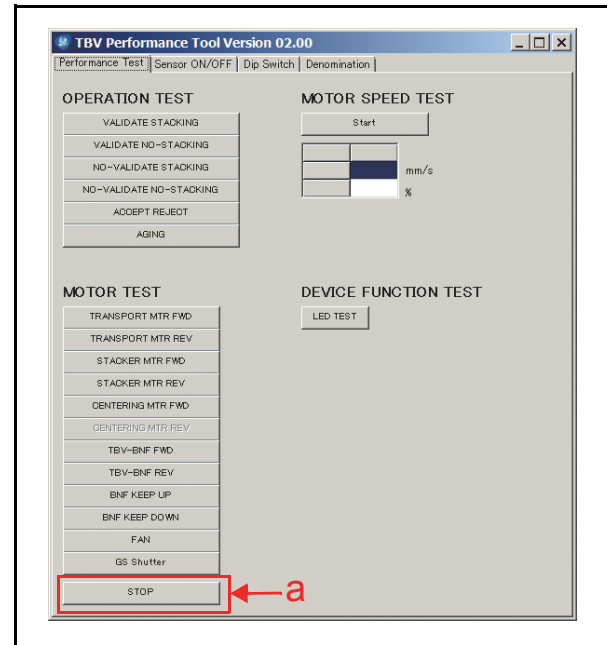 TBV Performance Tool Version 02.00
Performance Test Sensor ON/OFF Dip Switch Denomination
OPERATION TEST
VALIDATE STACKING
VALIDATE NO-STACKING
NO-VALIDATE STACKING
NO-VALIDATE NO-STACKING
ACCEPT REJECT
AGING
MOTOR SPEED TEST
Start
mm/s
%
MOTOR TEST
TRANSPORT MTR FWD
TRANSPORT MTR REV
STACKER MTR FWD
STACKER MTR REV
CENTERING MTR FWD
CENTERING MTR REV
TBV-BNF FWD
TBV-BNF REV
BNF KEEP UP
BNF KEEP DOWN
FAN
GS Shutter
STOP
a
DEVICE FUNCTION TEST
LED TEST